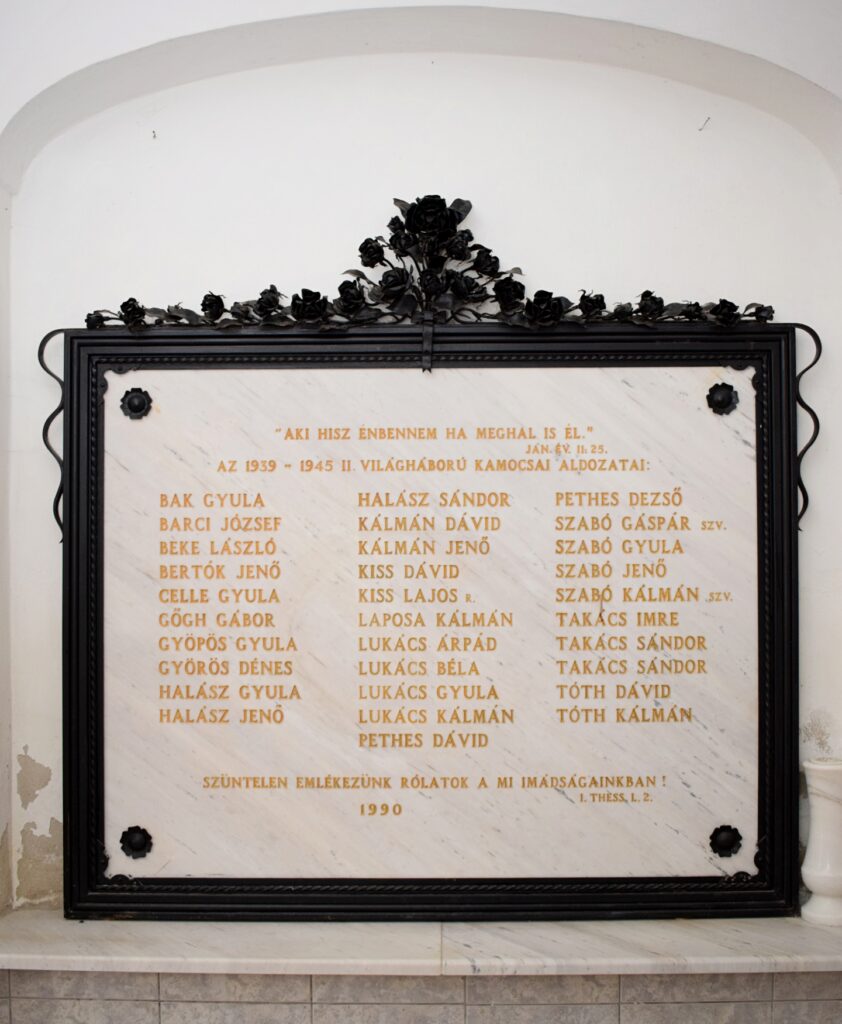 "AKI HISZ ÉNBENNEM HA MEGHAL IS ÉL."
JÁN. ÉV. 11: 25.
AZ 1939 - 1945 II. VILÁGHÁBORÚ KAMOCSAI ALDOZATAI:
BAK GYULA
BARCI JÓZSEF
BEKE LÁSZLÓ
BERTÓK JENŐ
CELLE GYULA
GŐGH GÁBOR
GYÖPÖS GYULA
GYÖRÖS DÉNES
HALÁSZ GYULA
HALÁSZ JENŐ
HALÁSZ SÁNDOR
KÁLMÁN DÁVID
KÁLMÁN JENŐ
KISS DÁVID
KISS LAJOS R.
LAPOSA KÁLMÁN
LUKÁCS ÁRPÁD
LUKÁCS BÉLA
LUKÁCS GYULA
LUKÁCS KÁLMÁN
PETHES DÁVID
PETHES DEZSŐ
SZABÓ GÁSPÁR SZV.
SZABÓ GYULA
SZABÓ JENŐ
SZABÓ KÁLMÁN SZV.
TAKÁCS IMRE
TAKÁCS SÁNDOR
TAKÁCS SÁNDOR
TÓTH DÁVID
TÓTH KÁLMÁN
SZÜNTELEN EMLÉKEZÜNK RÓLATOK A MI IMÁDSÁGAINKBAN!
I. THESS. I. 2.
1990